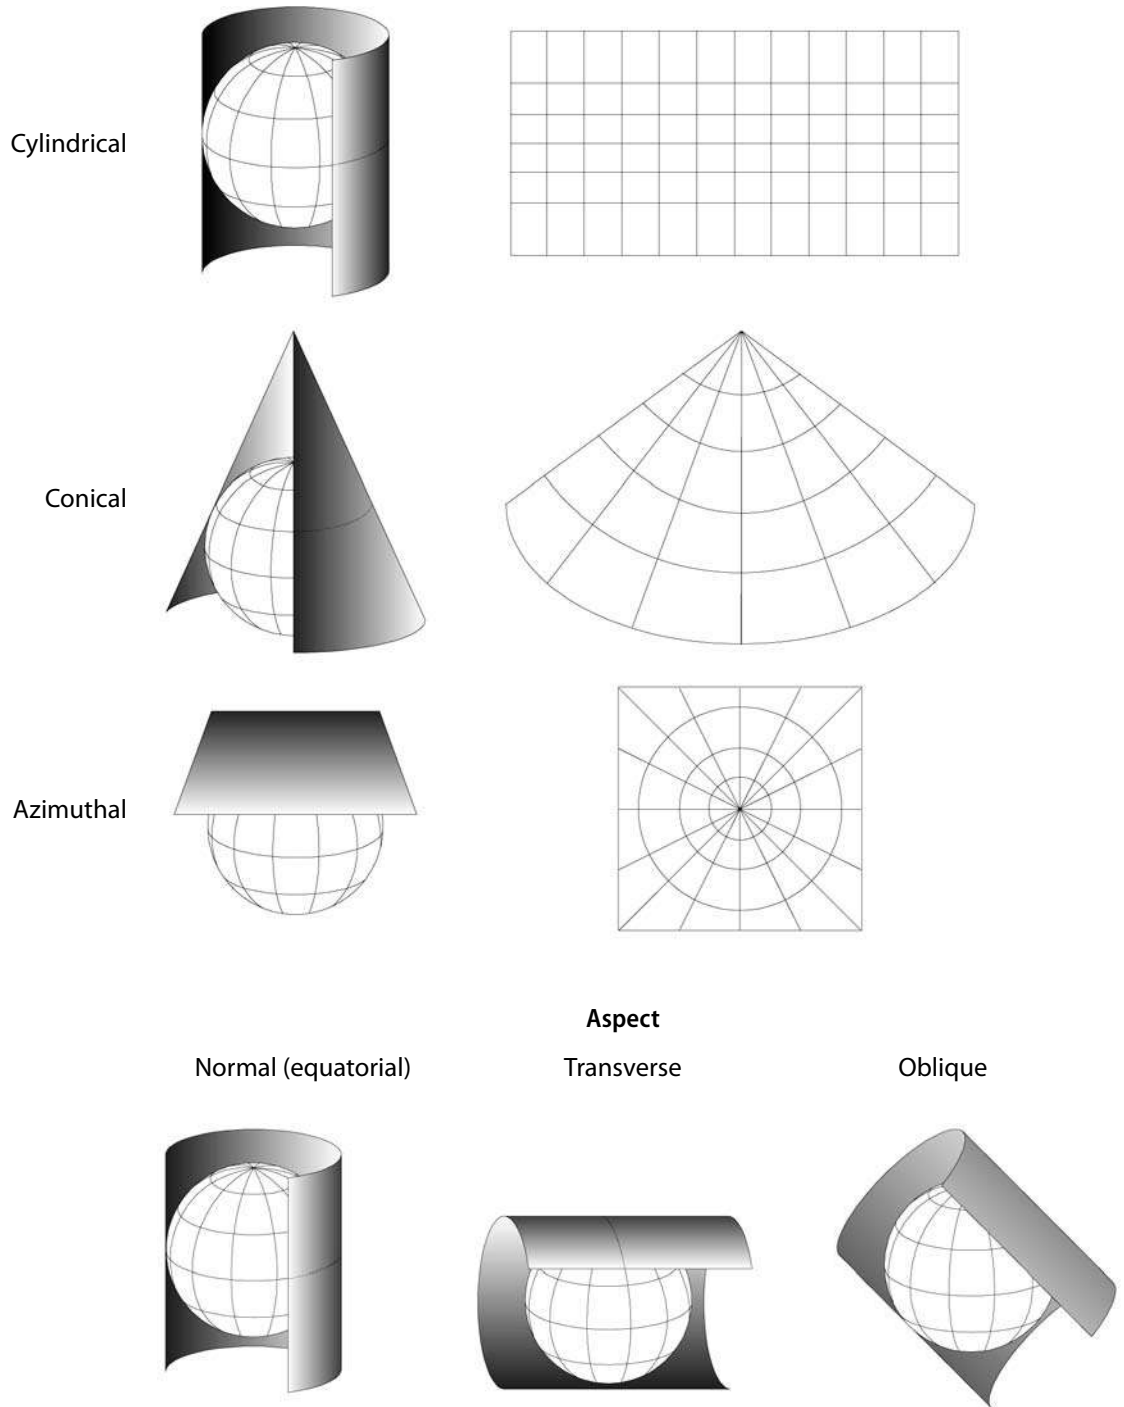 Cylindrical
Conical
Azimuthal
Aspect
Normal (equatorial) Transverse Oblique